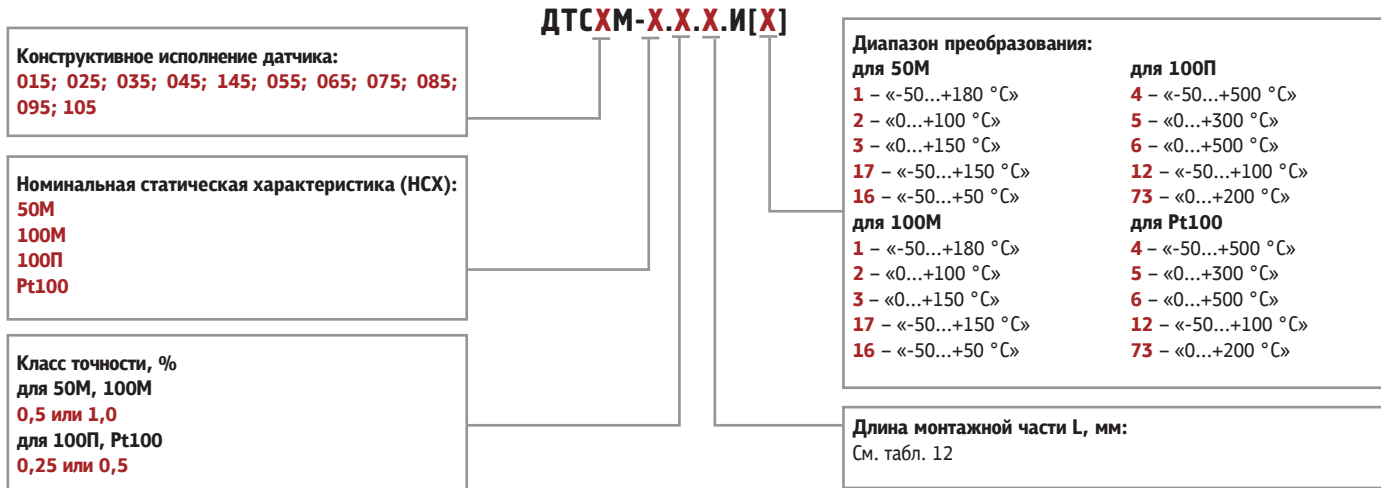 ДТСХМ-Х.Х.Х.И[Х]
Конструктивное исполнение датчика:
015; 025; 035; 045; 145; 055; 065; 075; 085;
095; 105
Номинальная статическая характеристика (НСХ):
50М
100М
100П
Pt100
Класс точности, %
для 50М, 100М
0,5 или 1,0
для 100П, Pt100
0,25 или 0,5
Диапазон преобразования:
для 50М
1 – «-50...+180 °С»
2 – «0...+100 °С»
3 – «0...+150 °С»
17 – «-50...+150 °С»
16 – «-50...+50 °С»
для 100М
1 – «-50...+180 °С»
2 – «0...+100 °С»
3 – «0...+150 °С»
17 – «-50...+150 °С»
16 – «-50...+50 °С»
для 100П
4 – «-50...+500 °С»
5 – «0...+300 °С»
6 – «0...+500 °С»
12 – «-50...+100 °С»
73 – «0...+200 °С»
для Pt100
4 – «-50...+500 °С»
5 – «0...+300 °С»
6 – «0...+500 °С»
12 – «-50...+100 °С»
73 – «0...+200 °С»
Длина монтажной части L, мм:
См. табл. 12